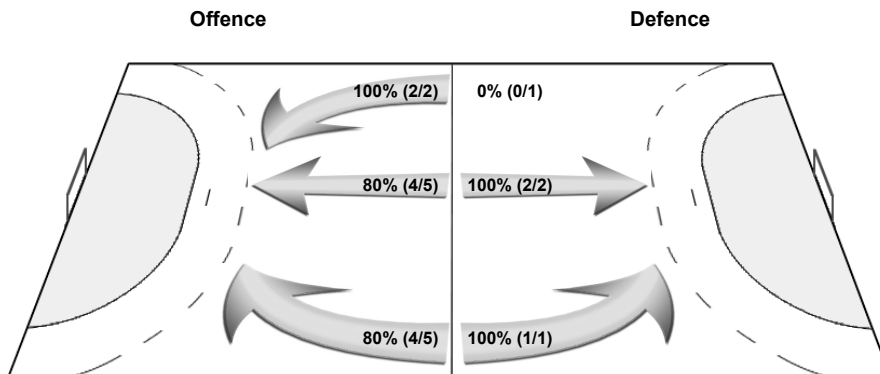 Offence Defence
100% (2/2) 0% (0/1)
80% (4/5) 100% (2/2)
80% (4/5) 100% (1/1)